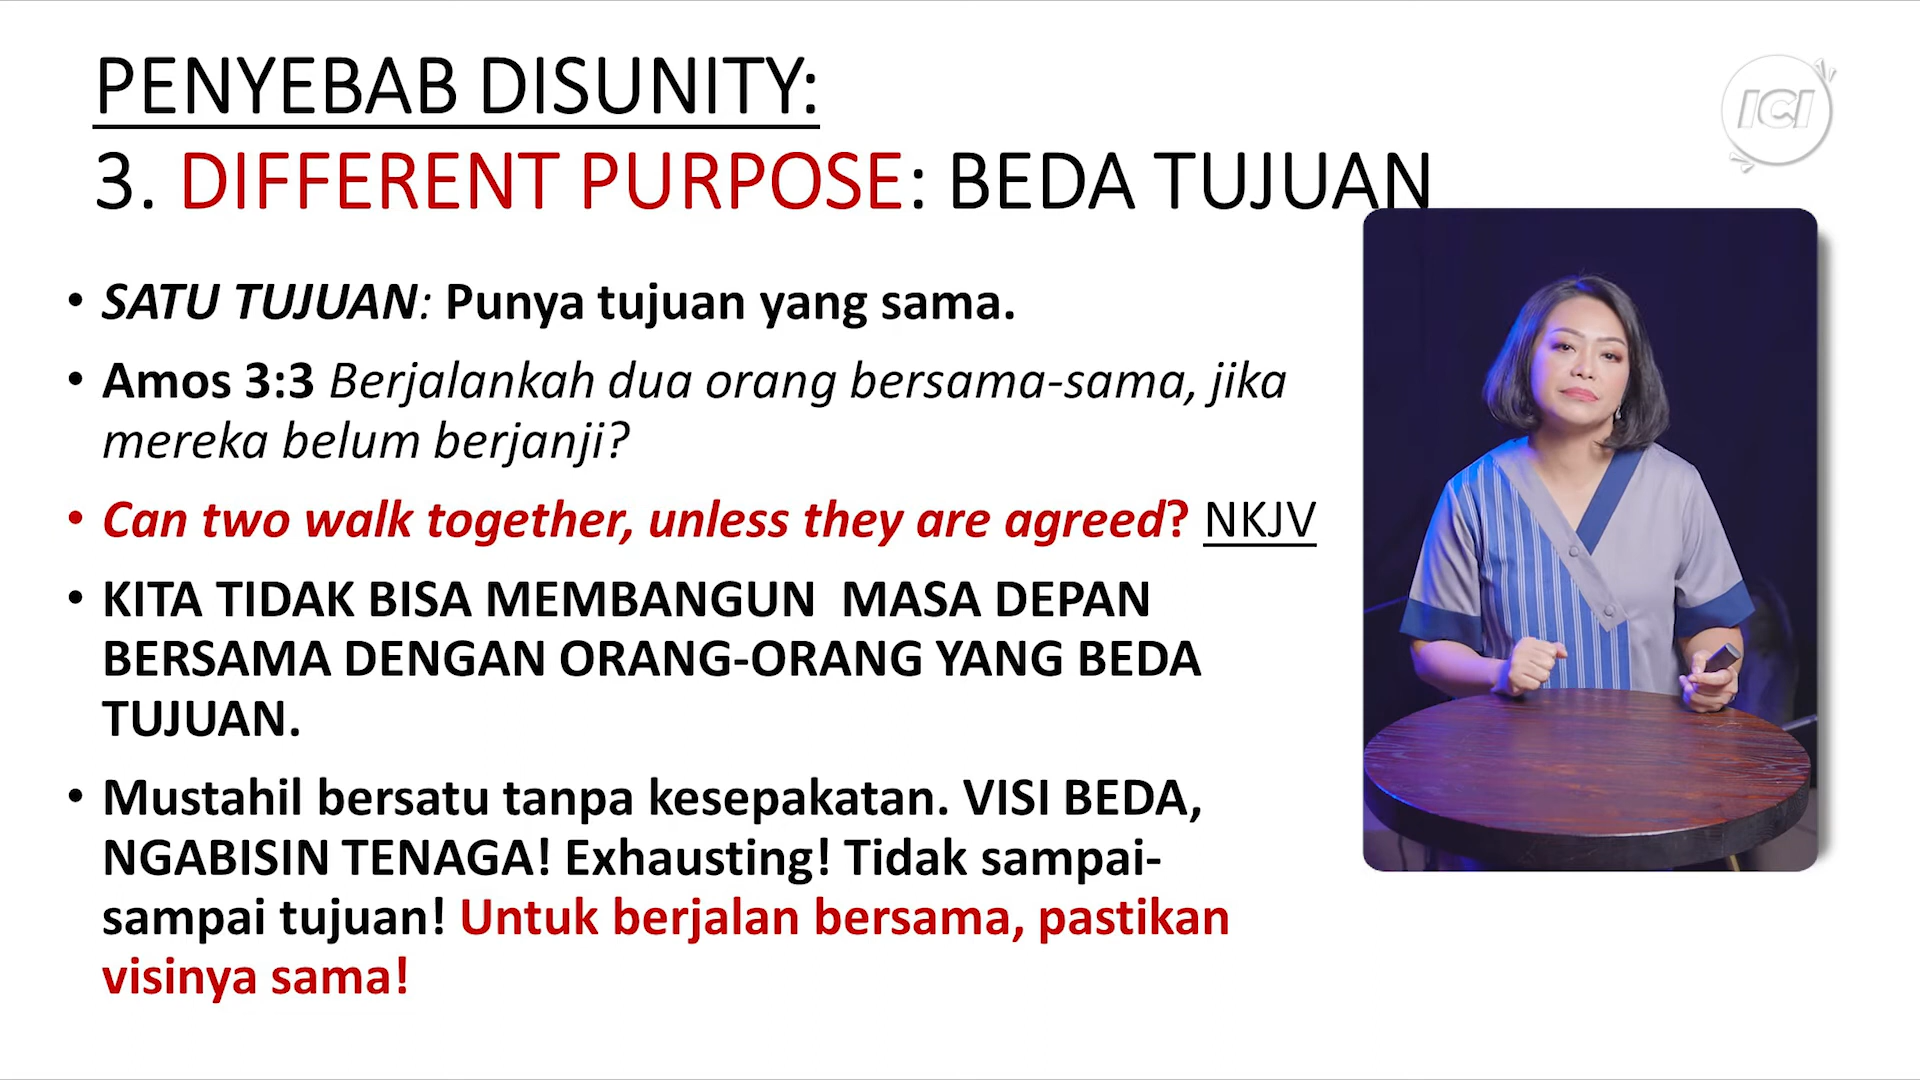 PENYEBAB DISUNITY:
3. DIFFERENT PURPOSE: BEDA TUJUAN
ICI
• SATU TUJUAN: Punya tujuan yang sama.
• Amos 3:3 Berjalankah dua orang bersama-sama, jika
mereka belum berjanji?
• Can two walk together, unless they are agreed? NKJV
• KITA TIDAK BISA MEMBANGUN  MASA DEPAN
BERSAMA DENGAN ORANG-ORANG YANG BEDA
TUJUAN.
• Mustahil bersatu tanpa kesepakatan. VISI BEDA,
NGABISIN TENAGA! Exhausting! Tidak sampai-
sampai tujuan! Untuk berjalan bersama, pastikan
visinya sama!